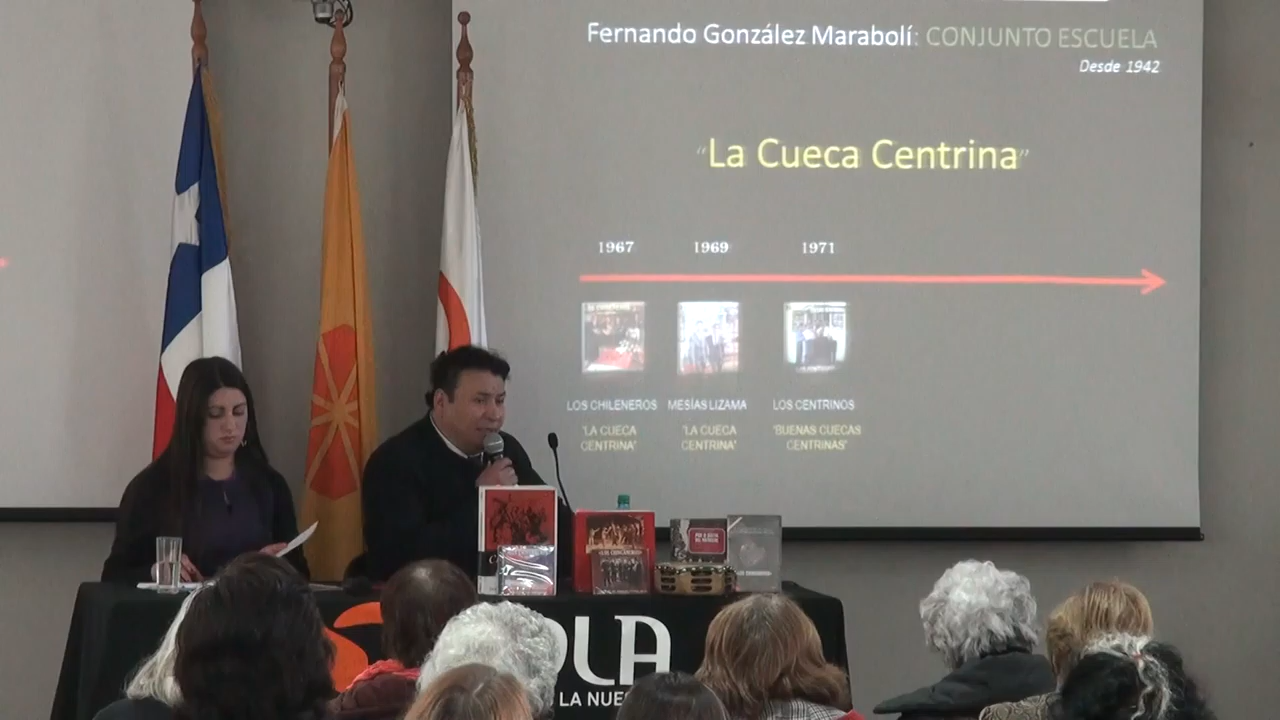 Fernando González Marabolí: CONJUNTO ESCUELA
Desde 1942
"La Cueca Centrina"
1967 1969 1971
LOS CHILENEROS MESÍAS LIZAMA LOS CENTRINOS
"LA CUECA CENTRINA" "LA CUECA CENTRINA" "BUENAS CUECAS CENTRINAS"
LA
LA